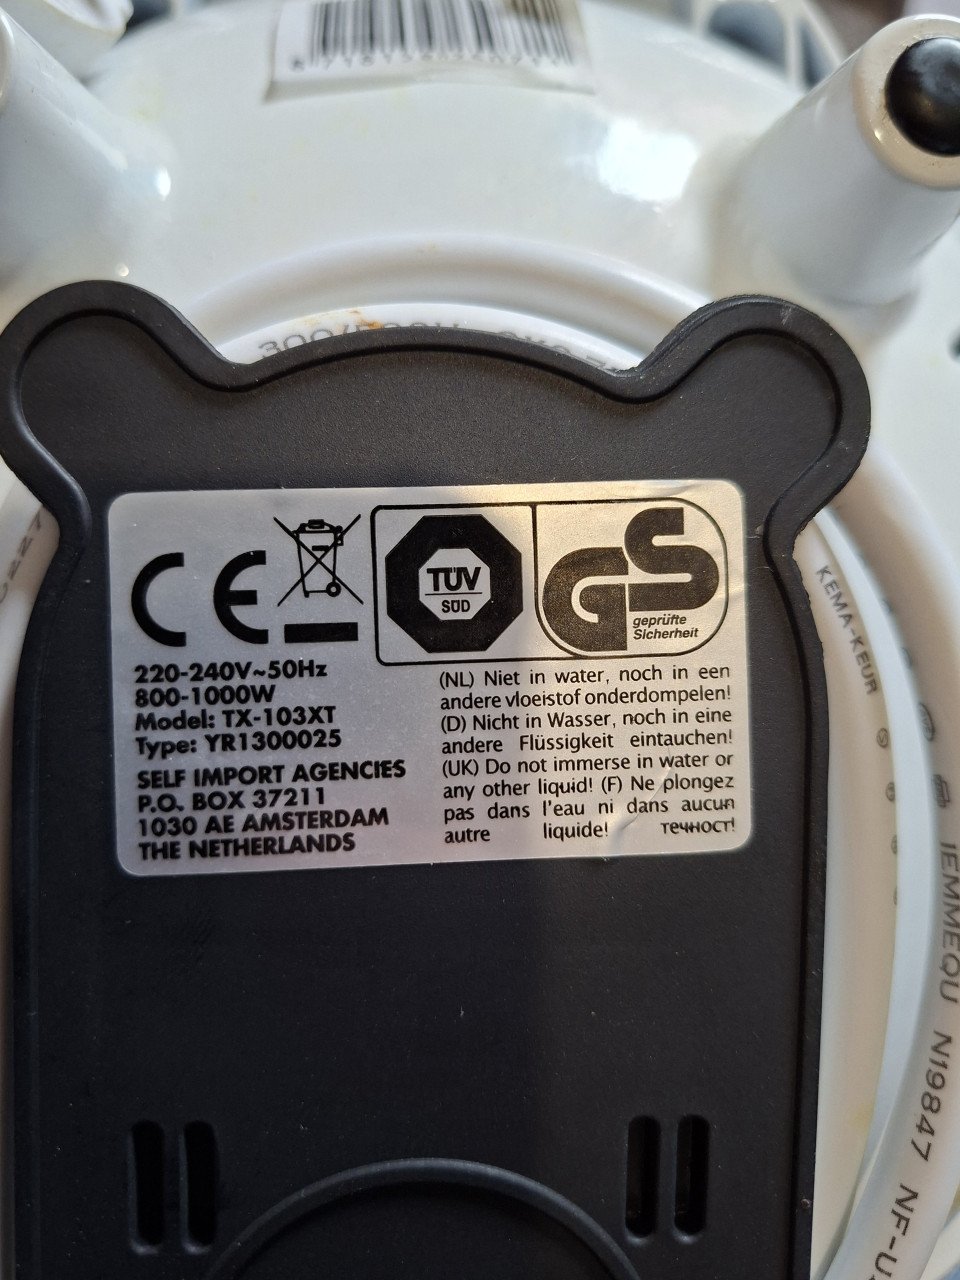 CE
TÜV
SÜD
GS
geprüfte
Sicherheit
220-240V~50Hz
800-1000W
Model: TX-103XT
Type: YR1300025
SELF IMPORT AGENCIES
P.O. BOX 37211
1030 AE AMSTERDAM
THE NETHERLANDS
(NL) Niet in water, noch in een
andere vloeistof onderdompelen!
(D) Nicht in Wasser, noch in eine
andere Flüssigkeit eintauchen!
(UK) Do not immerse in water or
any other liquid! (F) Ne plongez
pas dans l'eau ni dans aucun
autre liquide! течност!
KEMA-KEUR
IEMMEQU N19847 NF-U